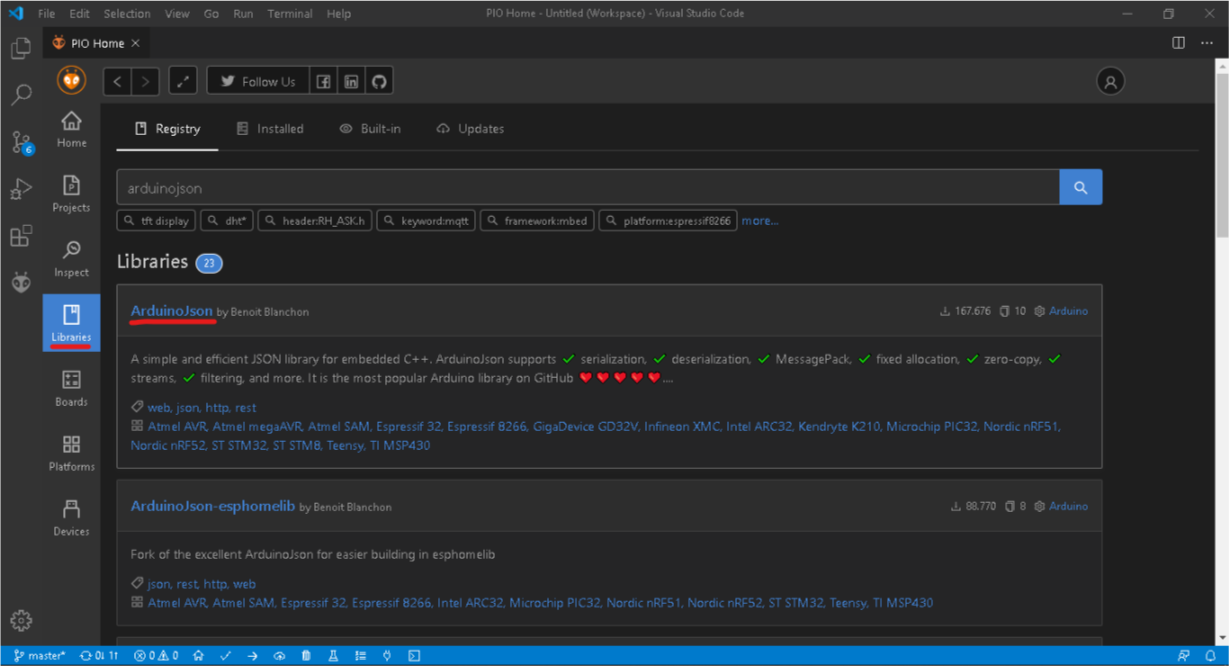 File Edit Selection View Go Run Terminal Help PIO Home - Untitled (Workspace) - Visual Studio Code
PIO Home
Follow Us
Home
Projects
Inspect
Libraries
Boards
Platforms
Devices
6
Registry Installed Built-in Updates
arduinojson
tft display dht* header:RH_ASK.h keyword:mqtt framework:mbed platform:espressif8266 more...
Libraries 23
ArduinoJson by Benoit Blanchon 167.676 10 Arduino
A simple and efficient JSON library for embedded C++. ArduinoJson supports ✔ serialization, ✔ deserialization, ✔ MessagePack, ✔ fixed allocation, ✔ zero-copy, ✔
streams, ✔ filtering, and more. It is the most popular Arduino library on GitHub ❤❤❤❤❤....
web, json, http, rest
Atmel AVR, Atmel megaAVR, Atmel SAM, Espressif 32, Espressif 8266, GigaDevice GD32V, Infineon XMC, Intel ARC32, Kendryte K210, Microchip PIC32, Nordic nRF51,
Nordic nRF52, ST STM32, ST STM8, Teensy, TI MSP430
ArduinoJson-esphomelib by Benoit Blanchon 88.770 8 Arduino
Fork of the excellent ArduinoJson for easier building in esphomelib
json, rest, http, web
Atmel AVR, Atmel SAM, Espressif 32, Espressif 8266, Intel ARC32, Microchip PIC32, Nordic nRF51, Nordic nRF52, ST STM32, Teensy, TI MSP430
master* 0↓ 1↑ 0 0